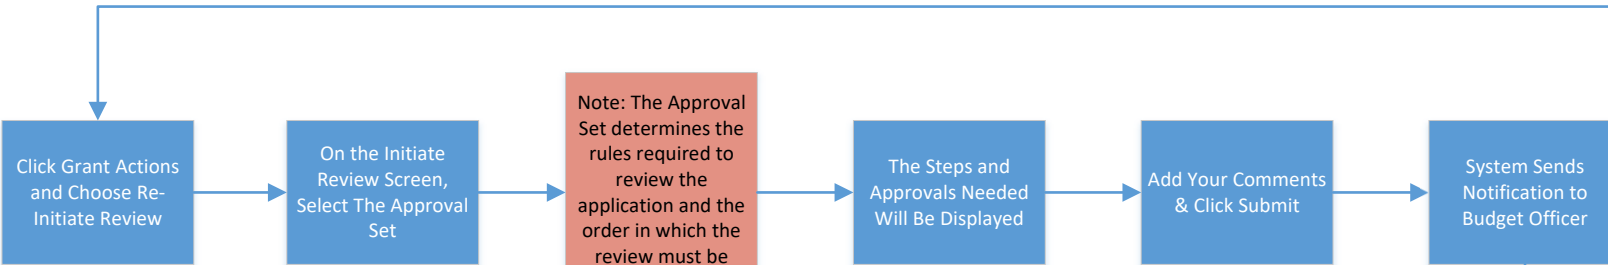 Click Grant Actions
and Choose Re-
Initiate Review
On the Initiate
Review Screen,
Select The Approval
Set
Note: The Approval
Set determines the
rules required to
review the
application and the
order in which the
review must be
The Steps and
Approvals Needed
Will Be Displayed
Add Your Comments
& Click Submit
System Sends
Notification to
Budget Officer